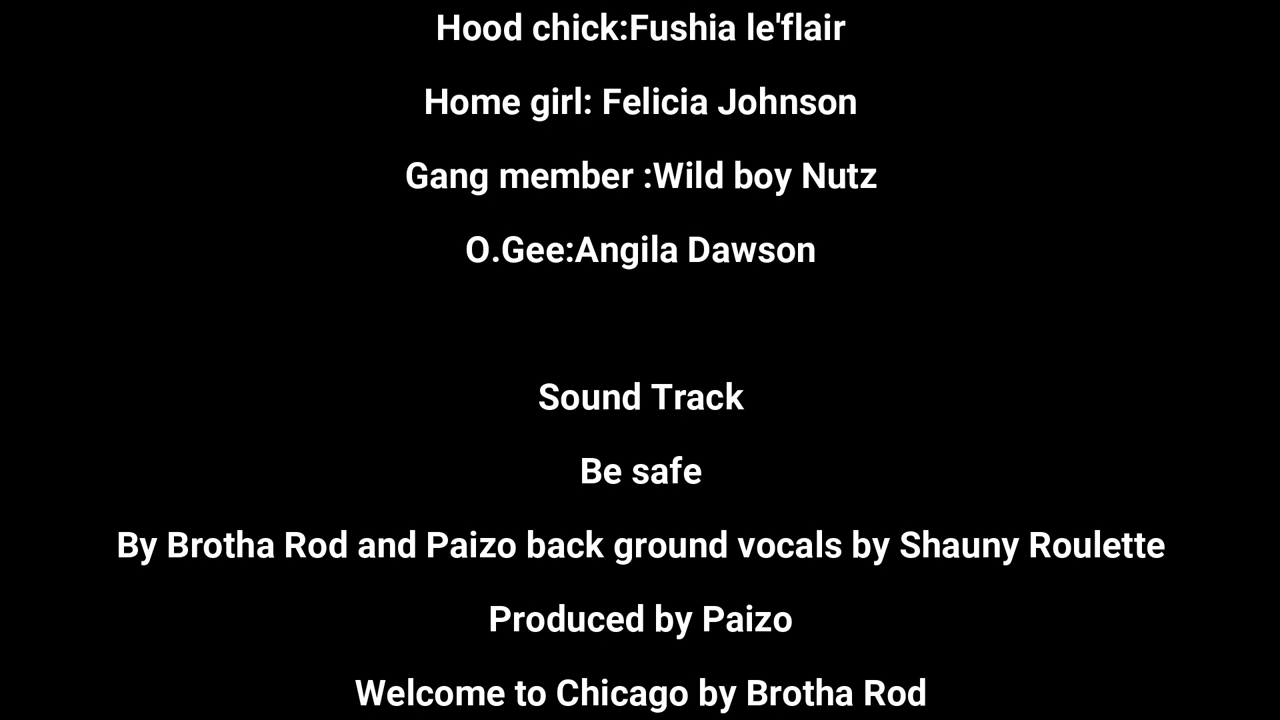 Hood chick:Fushia le'flair
Home girl: Felicia Johnson
Gang member :Wild boy Nutz
O.Gee:Angila Dawson
Sound Track
Be safe
By Brotha Rod and Paizo back ground vocals by Shauny Roulette
Produced by Paizo
Welcome to Chicago by Brotha Rod